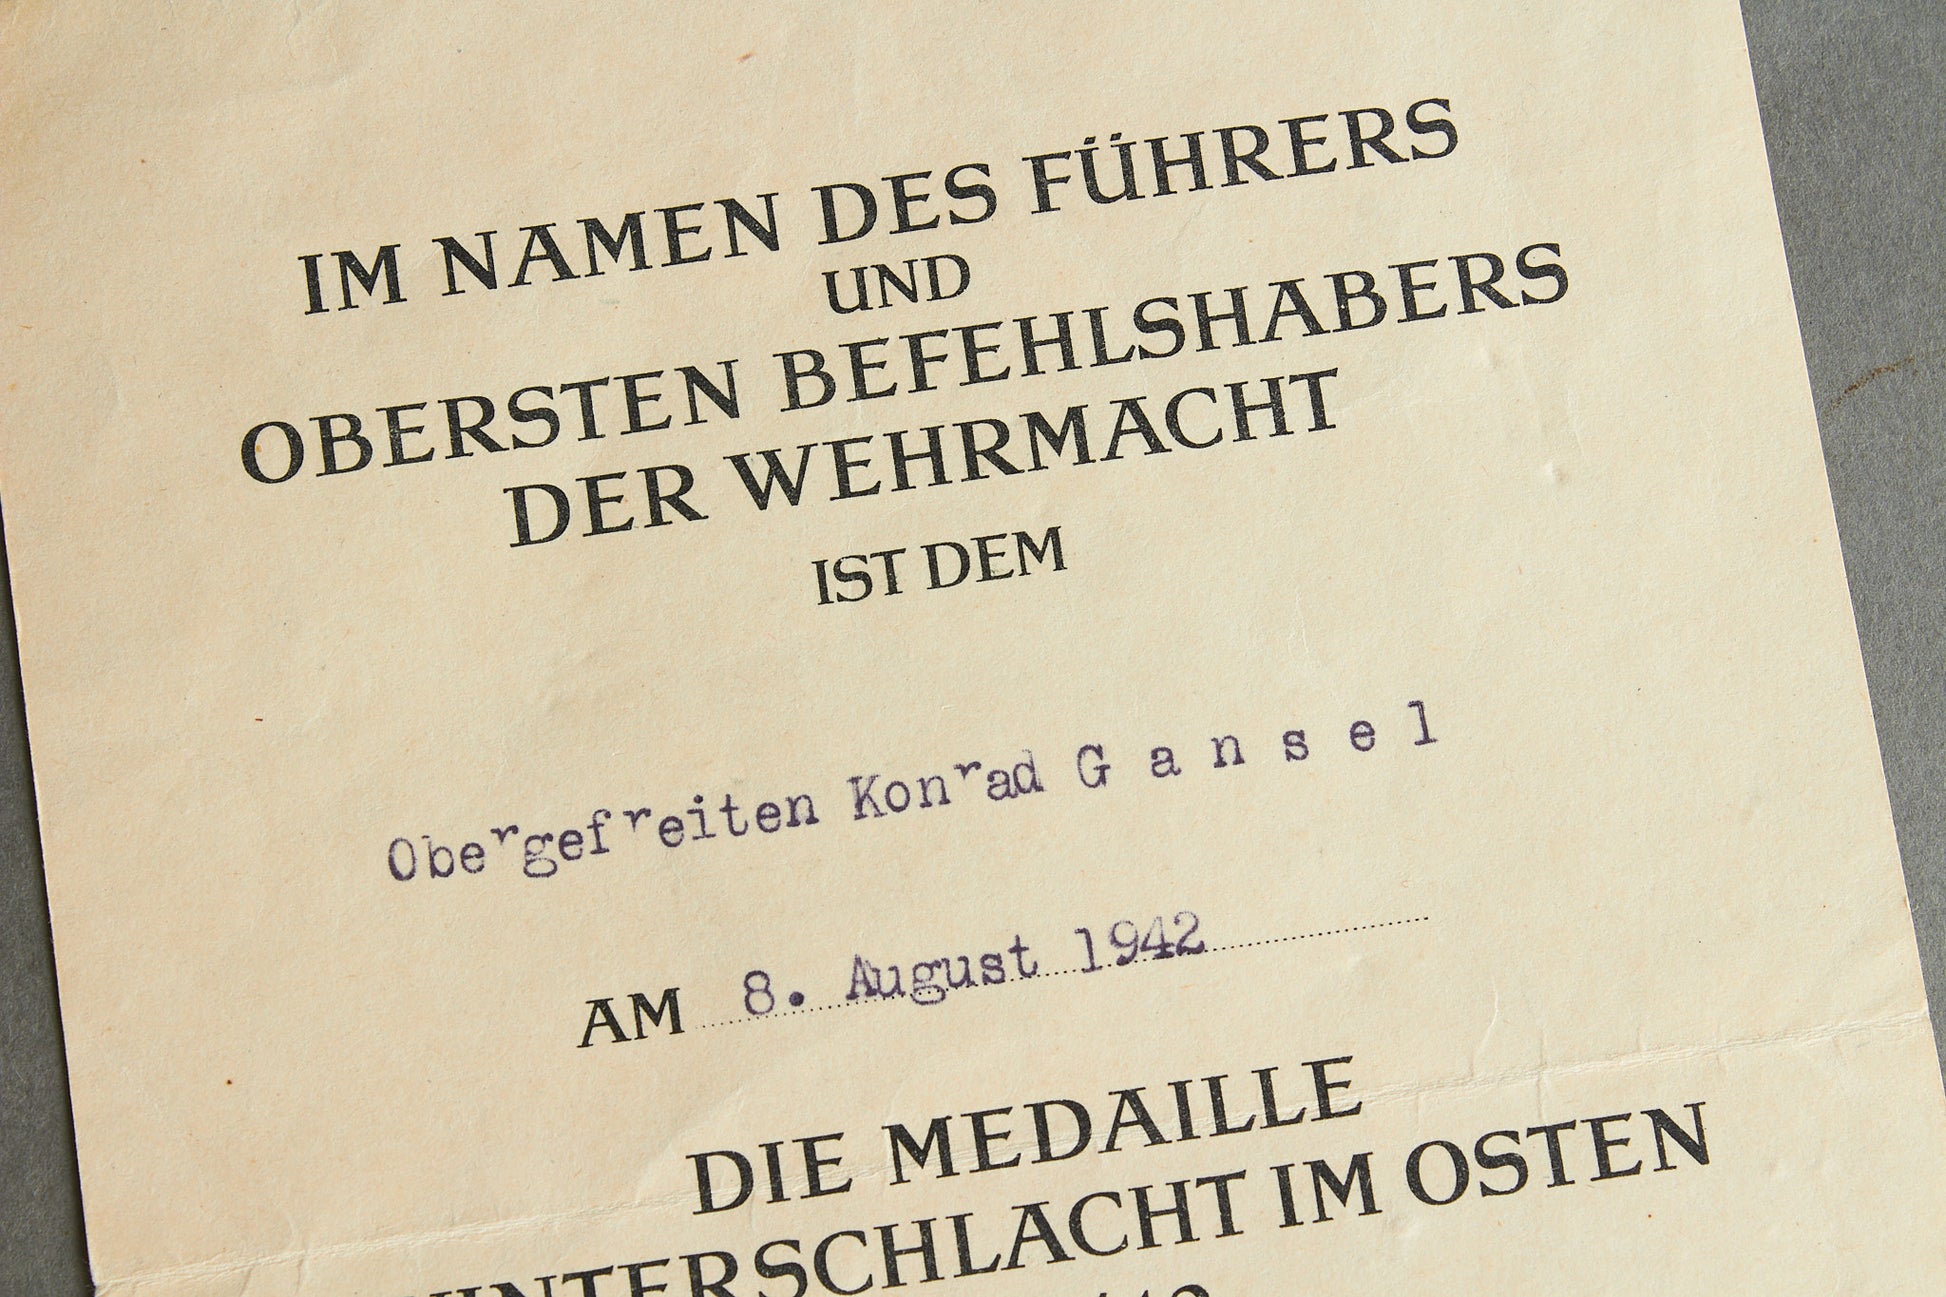 IM NAMEN DES FÜHRERS
UND
OBERSTEN BEFEHLSHABERS
DER WEHRMACHT
IST DEM
Obergefreiten Konrad G a n s e l
AM 8. August 1942
DIE MEDAILLE
WINTERSCHLACHT IM OSTEN